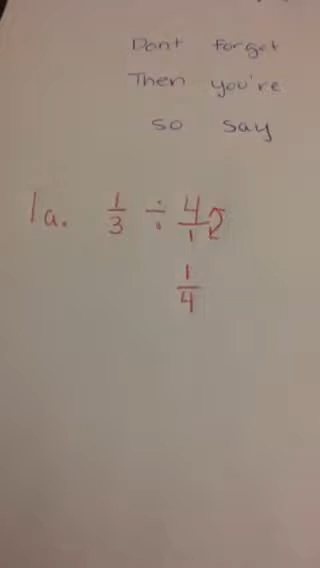 Dont forget
Then you're
so say
1a. 1/3 ÷ 4/1
1/4